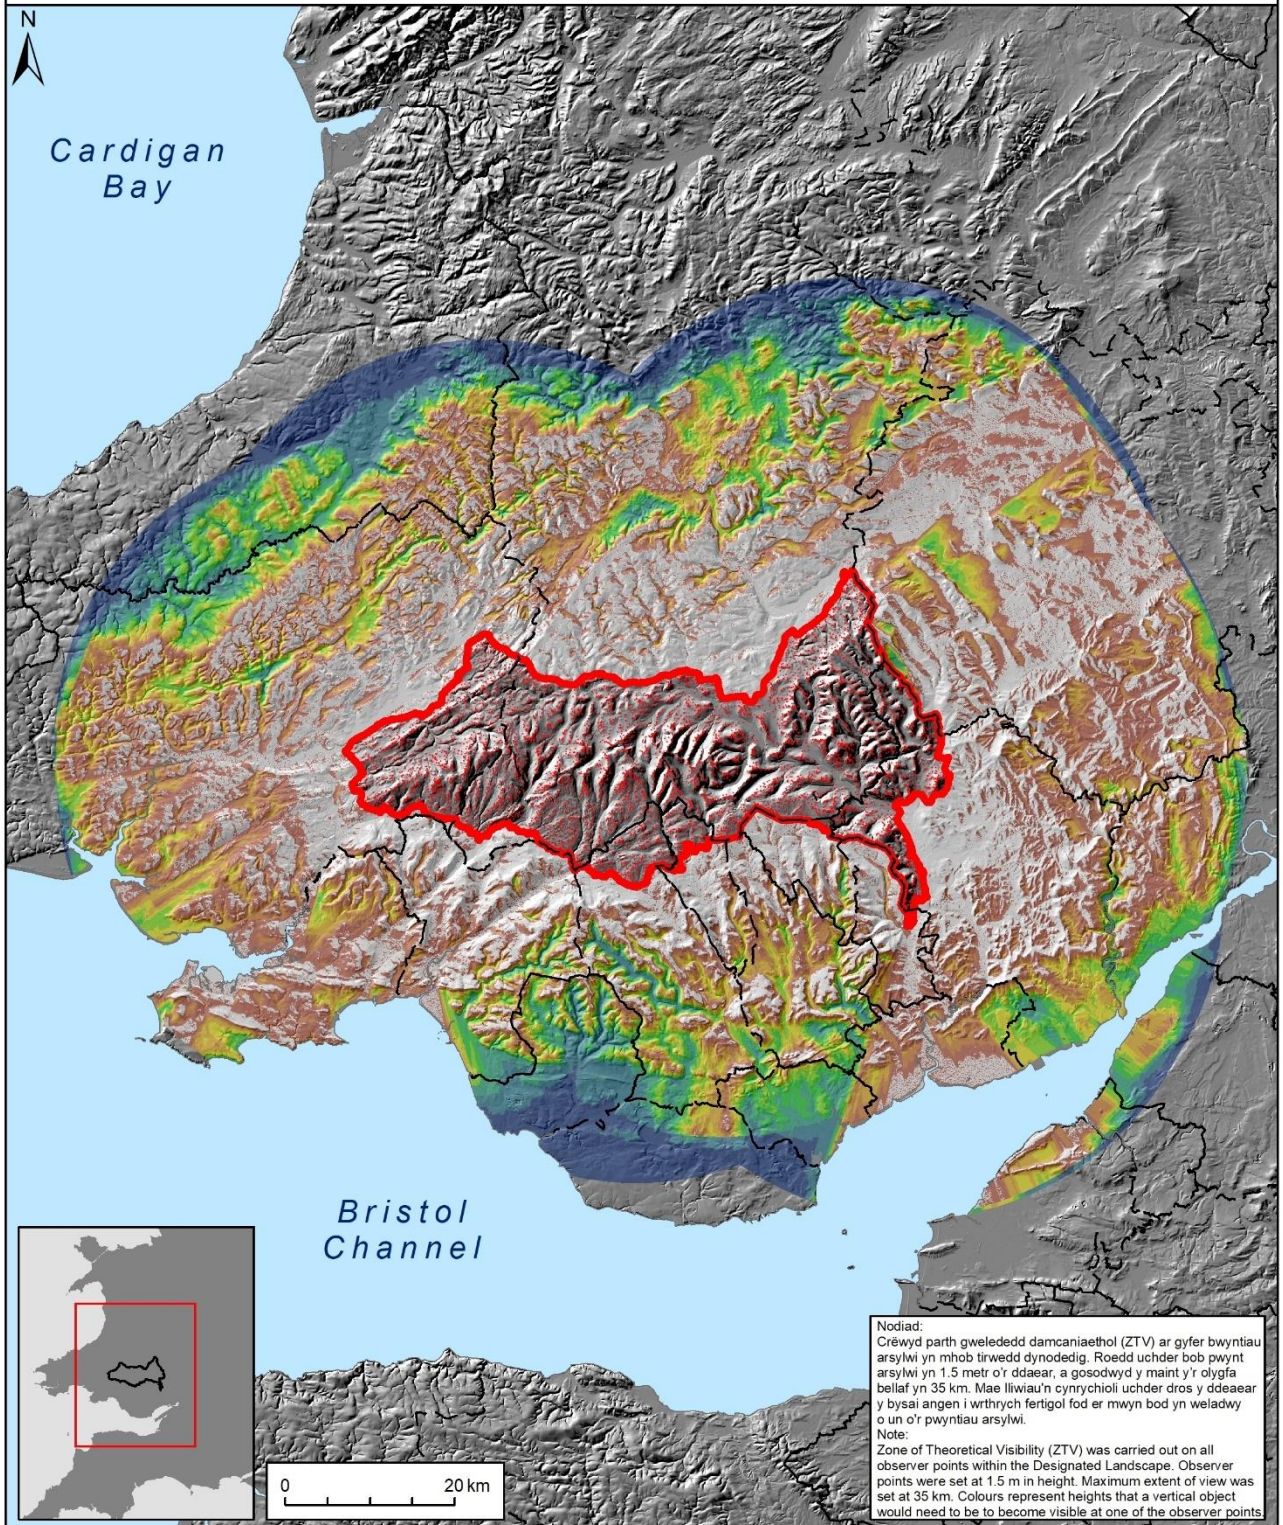 N
Cardigan
Bay
Bristol
Channel
0 20 km
Nodiad:
Crëwyd parth gwelededd damcaniaethol (ZTV) ar gyfer bwyntiau
arsylwi yn mhob tirwedd dynodedig. Roedd uchder bob pwynt
arsylwi yn 1.5 metr o'r ddaear, a gosodwyd y maint y'r olygfa
bellaf yn 35 km. Mae lliwiau'n cynrychioli uchder dros y ddeaear
y bysai angen i wrthrych fertigol fod er mwyn bod yn weladwy
o un o'r pwyntiau arsylwi.
Note:
Zone of Theoretical Visibility (ZTV) was carried out on all
observer points within the Designated Landscape. Observer
points were set at 1.5 m in height. Maximum extent of view was
set at 35 km. Colours represent heights that a vertical object
would need to be to become visible at one of the observer points